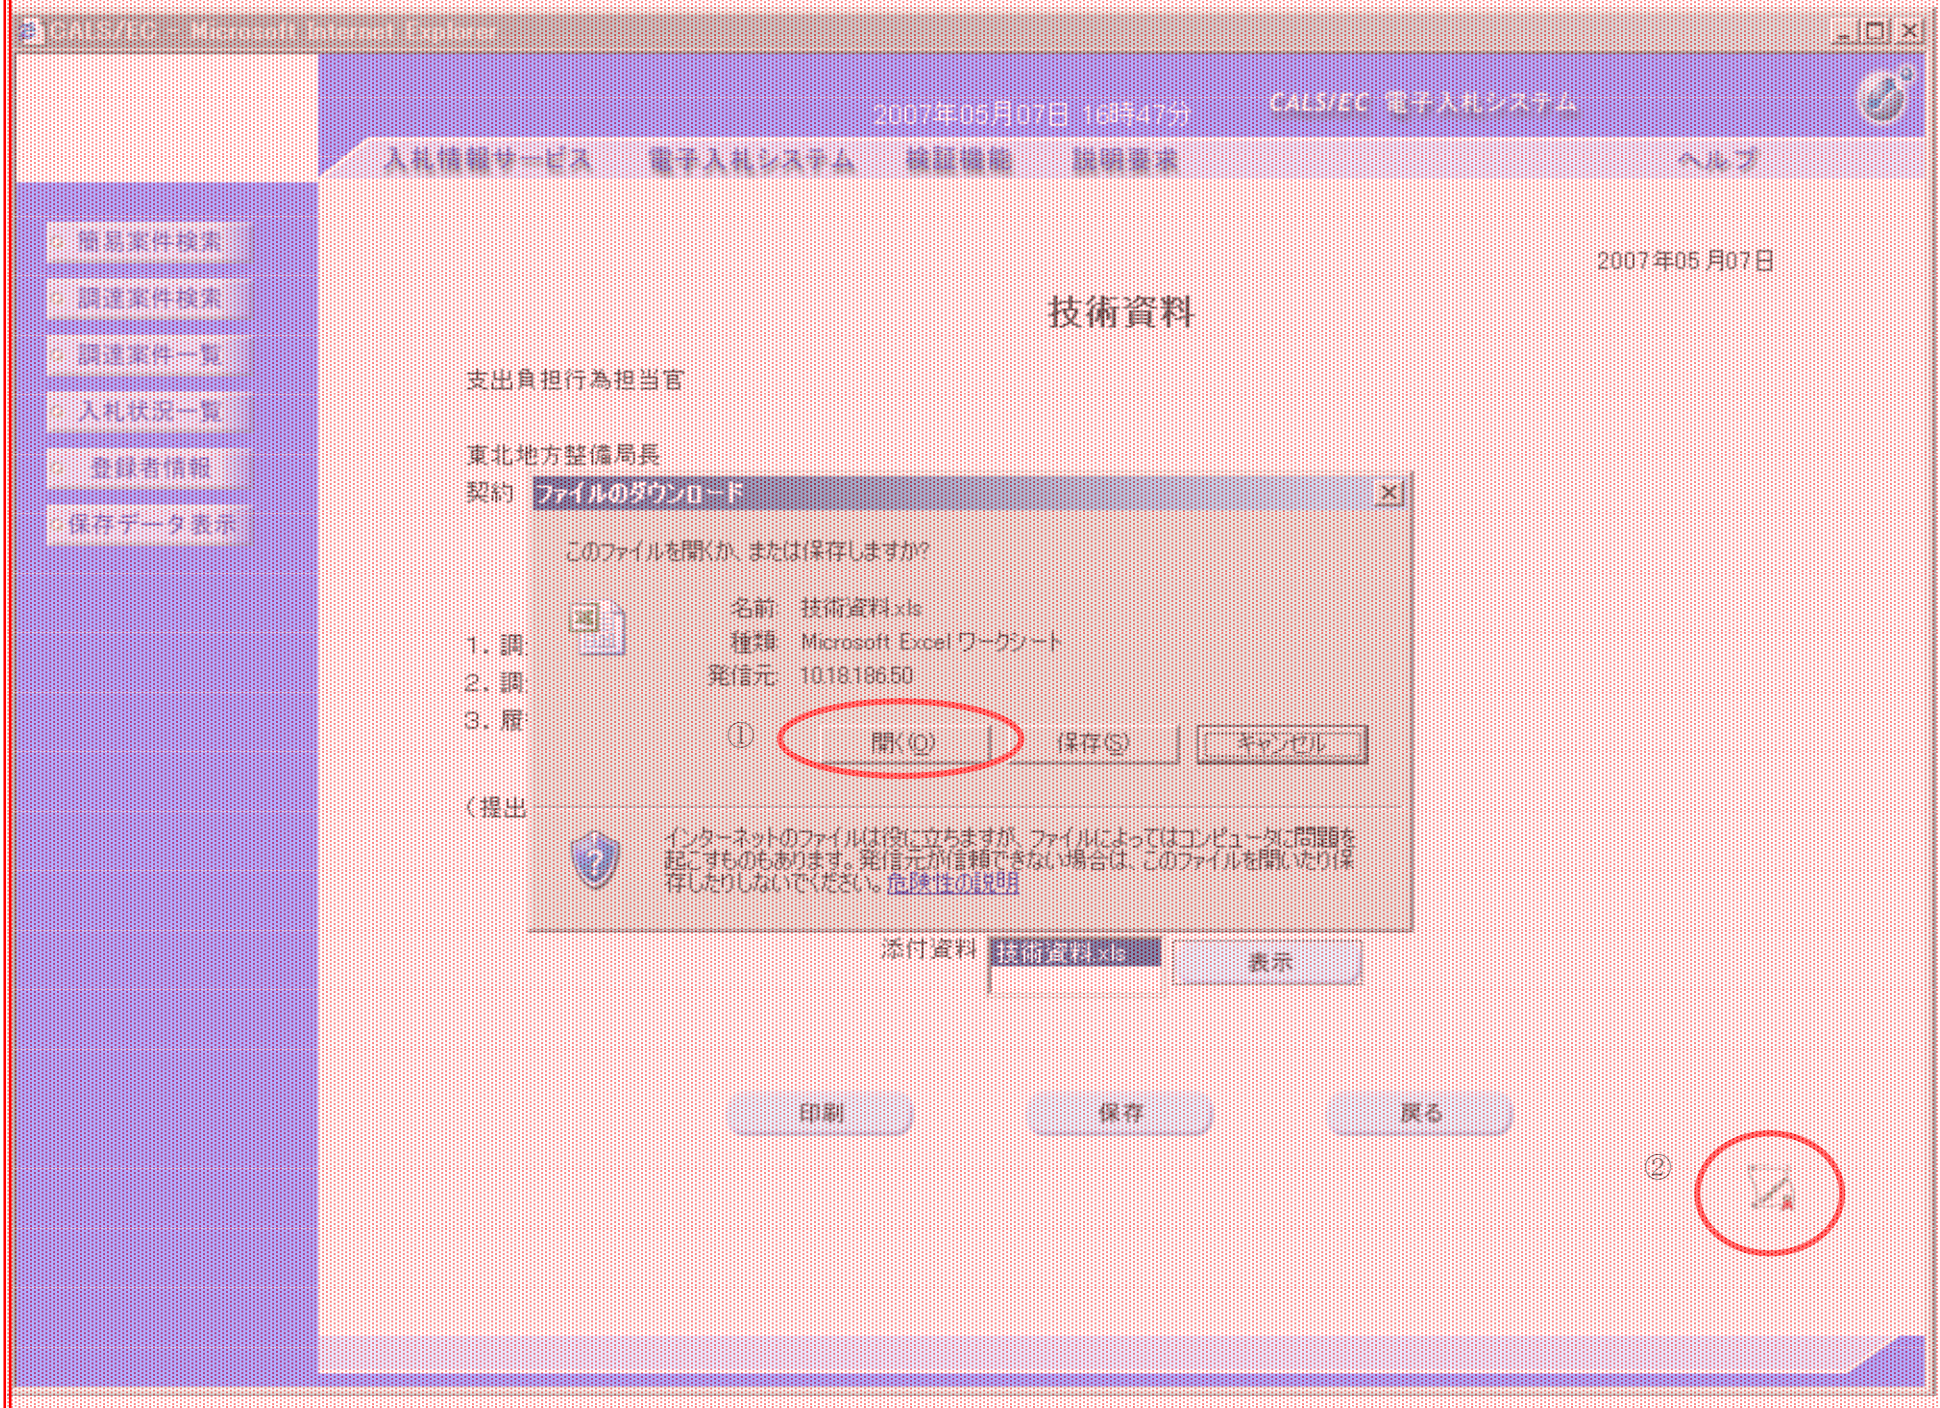 CALS/EC - Microsoft Internet Explorer
2007年05月07日 16時47分
CALS/EC 電子入札システム
入札情報サービス 電子入札システム 検証機能 説明要求 ヘルプ
簡易案件検索
調達案件検索
調達案件一覧
入札状況一覧
登録者情報
保存データ表示
2007年05月07日
技術資料
支出負担行為担当官
東北地方整備局長
契約
1. 調
2. 調
3. 履
(提出
ファイルのダウンロード
このファイルを開くか、または保存しますか?
名前: 技術資料.xls
種類: Microsoft Excel ワークシート
発信元: 10.18.186.50
① 開く(O) 保存(S) キャンセル
インターネットのファイルは役に立ちますが、ファイルによってはコンピュータに問題を
起こすものもあります。発信元が信頼できない場合は、このファイルを開いたり保
存したりしないでください。危険性の説明
添付資料 技術資料.xls 表示
印刷 保存 戻る
②